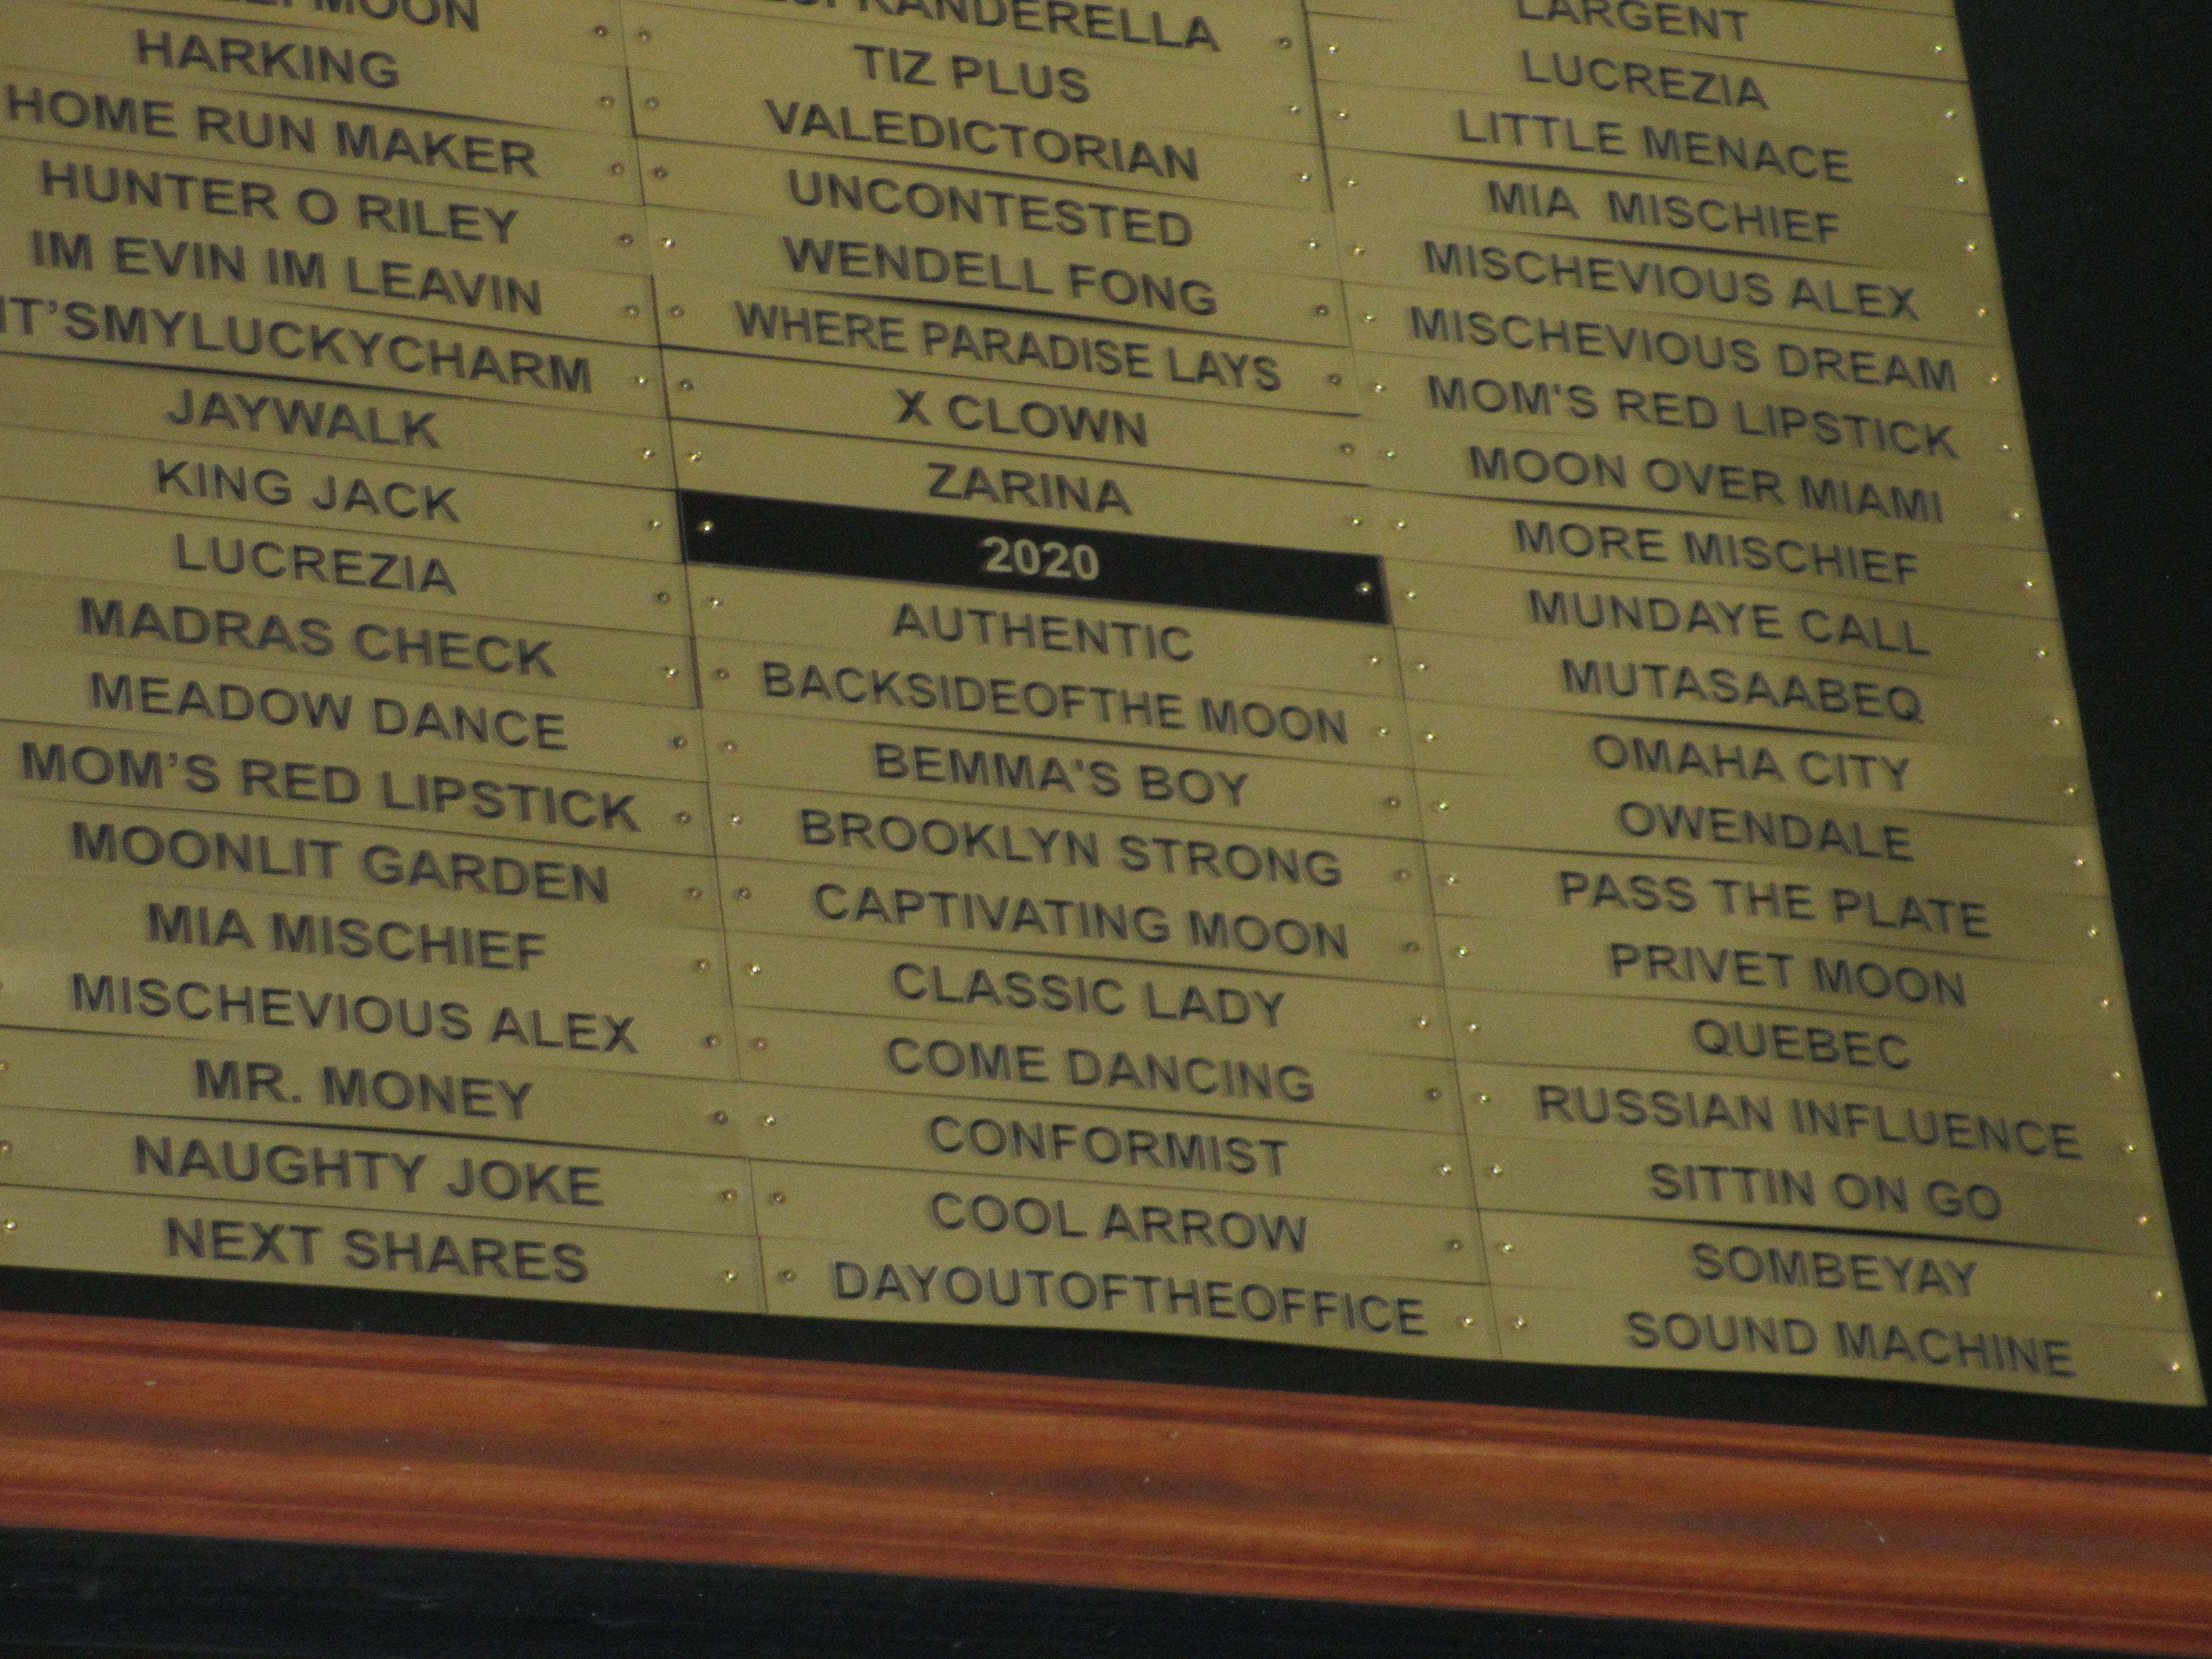 MOON
HARKING
HOME RUN MAKER
HUNTER O RILEY
IM EVIN IM LEAVIN
IT'SMYLUCKYCHARM
JAYWALK
KING JACK
LUCREZIA
MADRAS CHECK
MEADOW DANCE
MOM'S RED LIPSTICK
MOONLIT GARDEN
MIA MISCHIEF
MISCHEVIOUS ALEX
MR. MONEY
NAUGHTY JOKE
NEXT SHARES
TIZ PLUS
VALEDICTORIAN
UNCONTESTED
WENDELL FONG
WHERE PARADISE LAYS
X CLOWN
ZARINA
2020
AUTHENTIC
BACKSIDEOFTHE MOON
BEMMA'S BOY
BROOKLYN STRONG
CAPTIVATING MOON
CLASSIC LADY
COME DANCING
CONFORMIST
COOL ARROW
DAYOUTOFTHEOFFICE
LARGENT
LUCREZIA
LITTLE MENACE
MIA MISCHIEF
MISCHEVIOUS ALEX
MISCHEVIOUS DREAM
MOM'S RED LIPSTICK
MOON OVER MIAMI
MORE MISCHIEF
MUNDAYE CALL
MUTASAABEQ
OMAHA CITY
OWENDALE
PASS THE PLATE
PRIVET MOON
QUEBEC
RUSSIAN INFLUENCE
SITTIN ON GO
SOMBEYAY
SOUND MACHINE